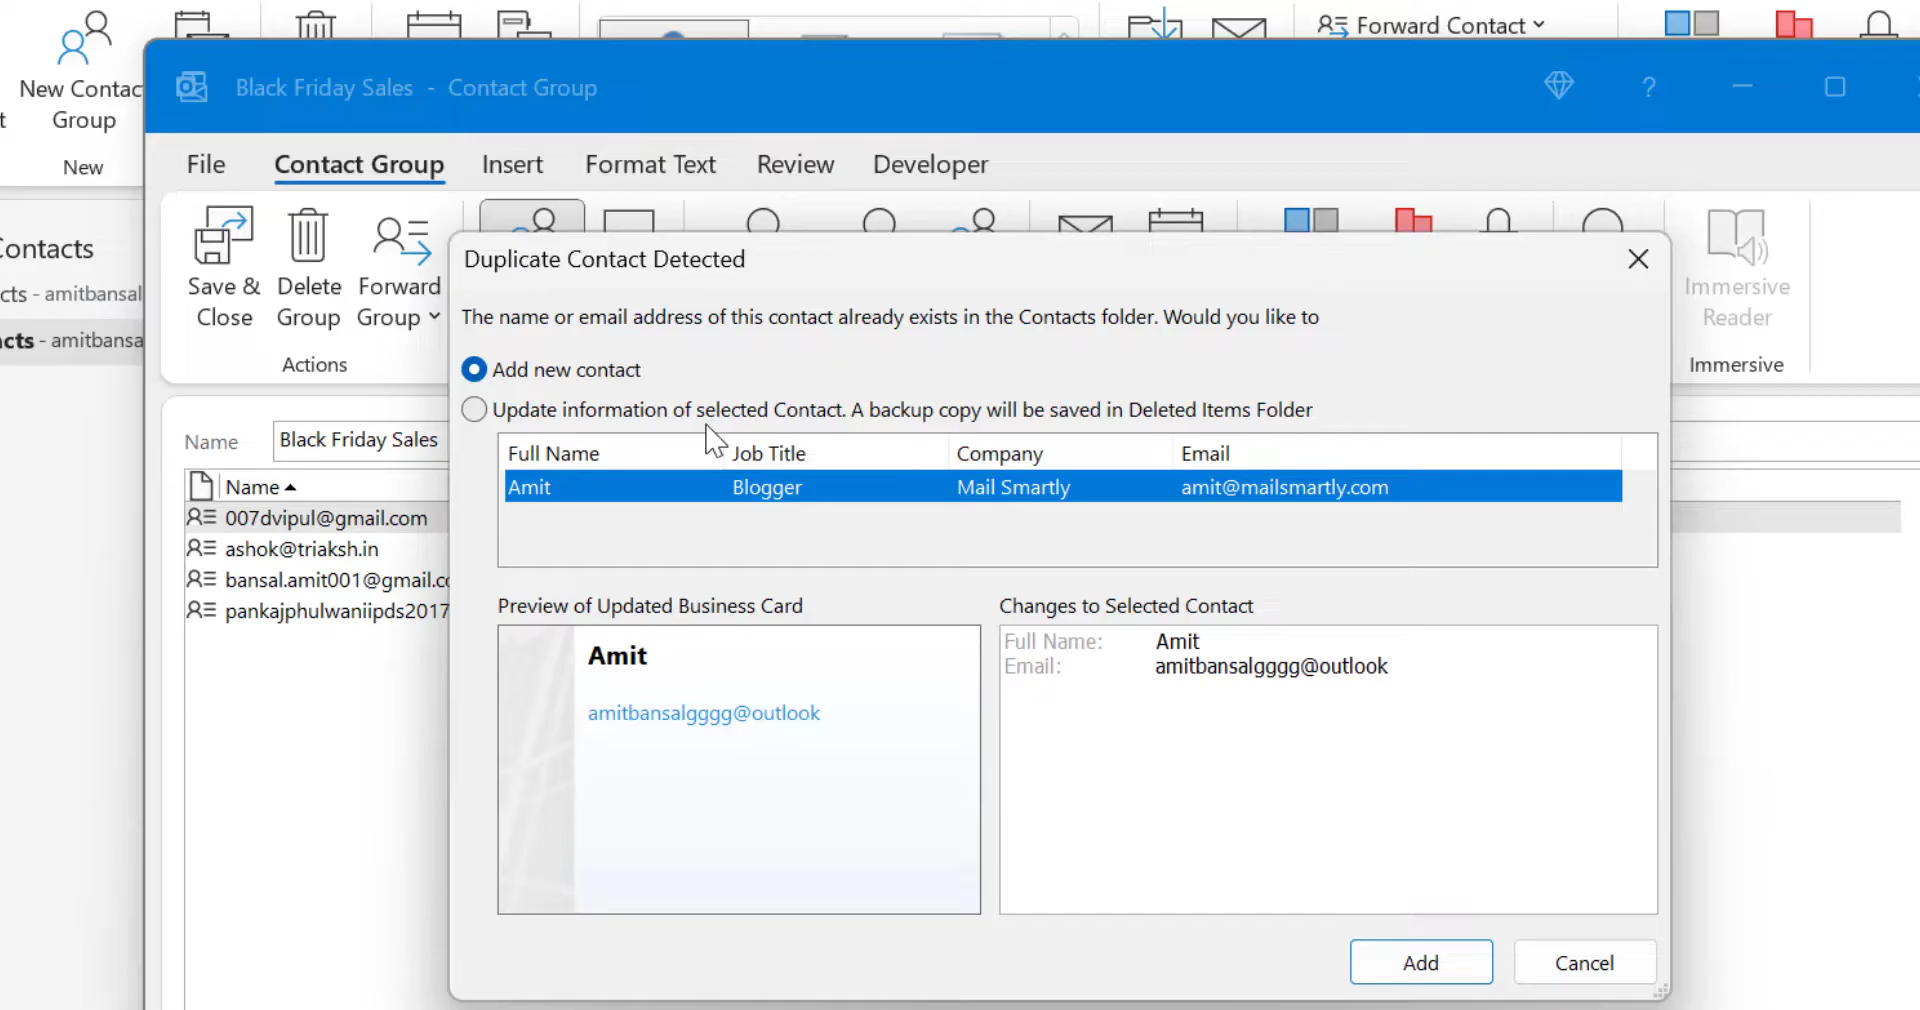 Forward Contact
New Contac
Group
t
New
Black Friday Sales - Contact Group
?
File Contact Group Insert Format Text Review Developer
Contacts
cts - amitbansal
acts - amitbansa
Save &
Close
Delete
Group
Forward
Group
Actions
Immersive
Reader
Immersive
Duplicate Contact Detected
The name or email address of this contact already exists in the Contacts folder. Would you like to
Add new contact
Update information of selected Contact. A backup copy will be saved in Deleted Items Folder
Full Name Job Title Company Email
Amit Blogger Mail Smartly amit@mailsmartly.com
Name Black Friday Sales
Name
007dvipul@gmail.com
ashok@triaksh.in
bansal.amit001@gmail.co
pankajphulwaniipds2017
Preview of Updated Business Card
Amit
amitbansalgggg@outlook
Changes to Selected Contact
Full Name: Amit
Email: amitbansalgggg@outlook
Add Cancel